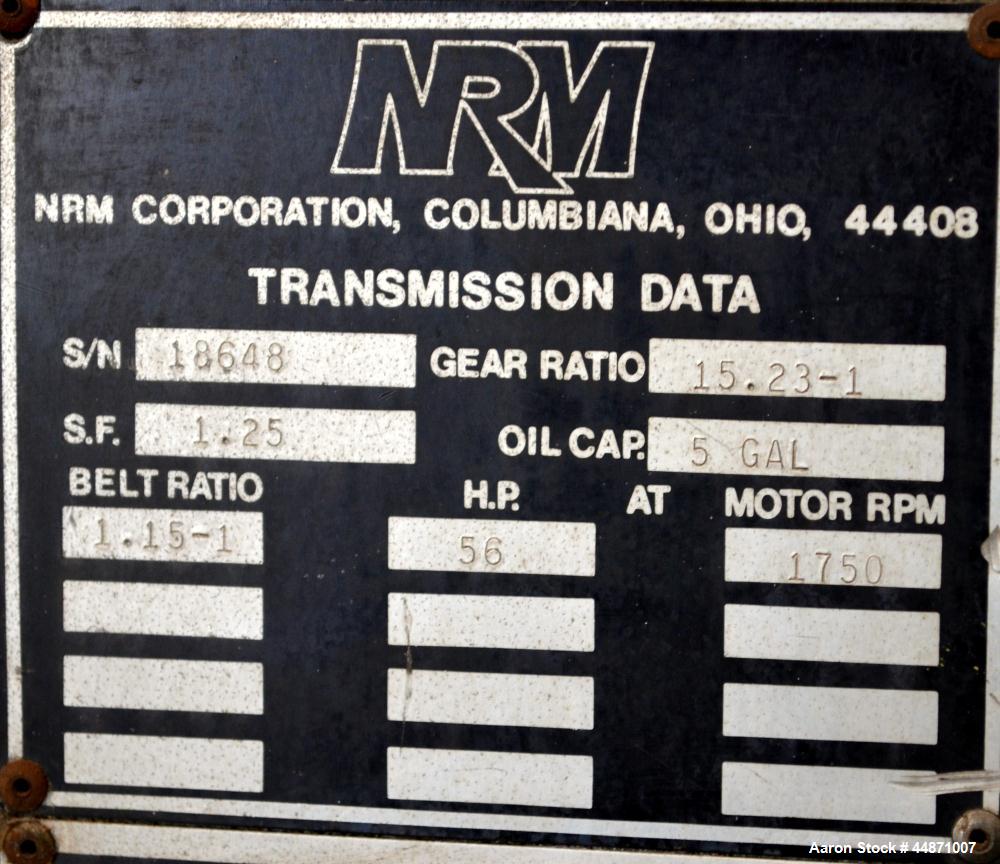 NRM
NRM CORPORATION, COLUMBIANA, OHIO, 44408
TRANSMISSION DATA
S/N 18648 GEAR RATIO 15.23-1
S.F. 1.25 OIL CAP. 5 GAL
BELT RATIO H.P. AT MOTOR RPM
1.15-1 56 1750
Aaron Stock # 44871007